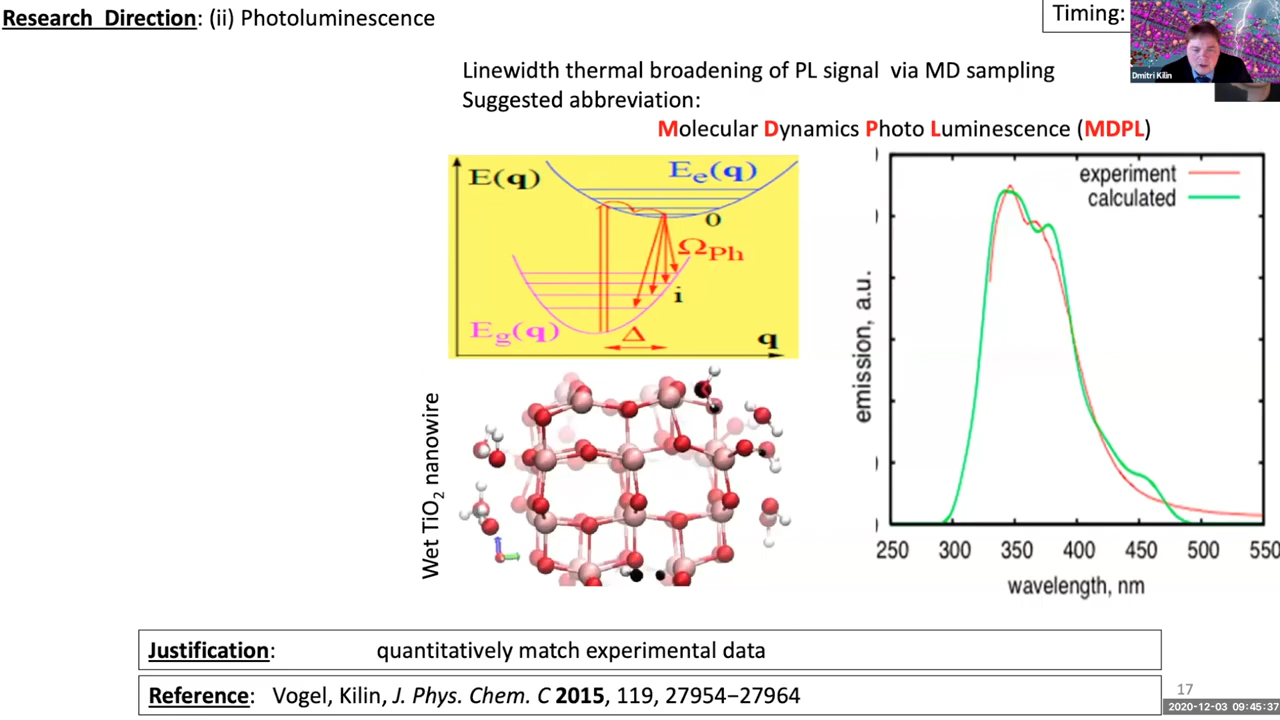 Research Direction: (ii) Photoluminescence
Timing:
Dmitri Kilin
Linewidth thermal broadening of PL signal via MD sampling
Suggested abbreviation:
Molecular Dynamics Photo Luminescence (MDPL)
E(q)
Ee(q)
0
ΩPh
i
Eg(q)
Δ
q
experiment
calculated
emission, a.u.
250 300 350 400 450 500 550
wavelength, nm
Wet TiO2 nanowire
Justification: quantitatively match experimental data
Reference: Vogel, Kilin, J. Phys. Chem. C 2015, 119, 27954−27964
17
2020-12-03 09:45:37